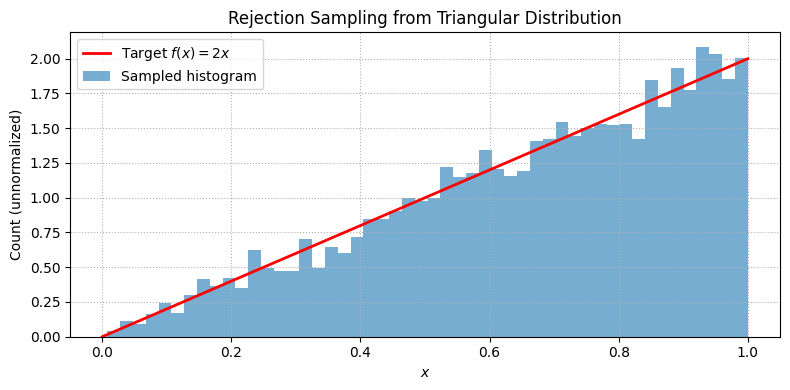 Rejection Sampling from Triangular Distribution
Target f(x) = 2x
Sampled histogram
Count (unnormalized)
2.00
1.75
1.50
1.25
1.00
0.75
0.50
0.25
0.00
0.0 0.2 0.4 0.6 0.8 1.0
x